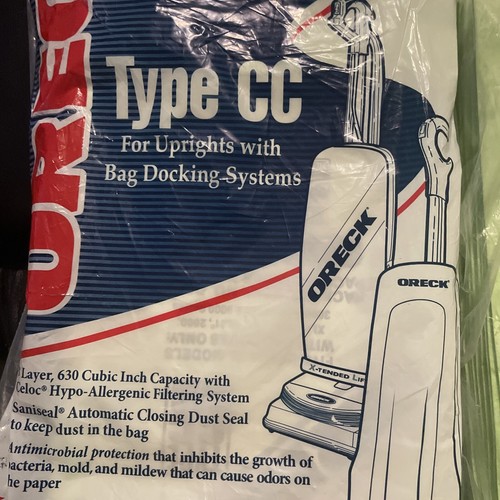 ORECK
Type CC
For Uprights with
Bag Docking Systems
ORECK
ORECK
X-TENDED LIF
Layer, 630 Cubic Inch Capacity with
Celoc® Hypo-Allergenic Filtering System
Saniseal® Automatic Closing Dust Seal
to keep dust in the bag
Antimicrobial protection that inhibits the growth of
bacteria, mold, and mildew that can cause odors on
he paper